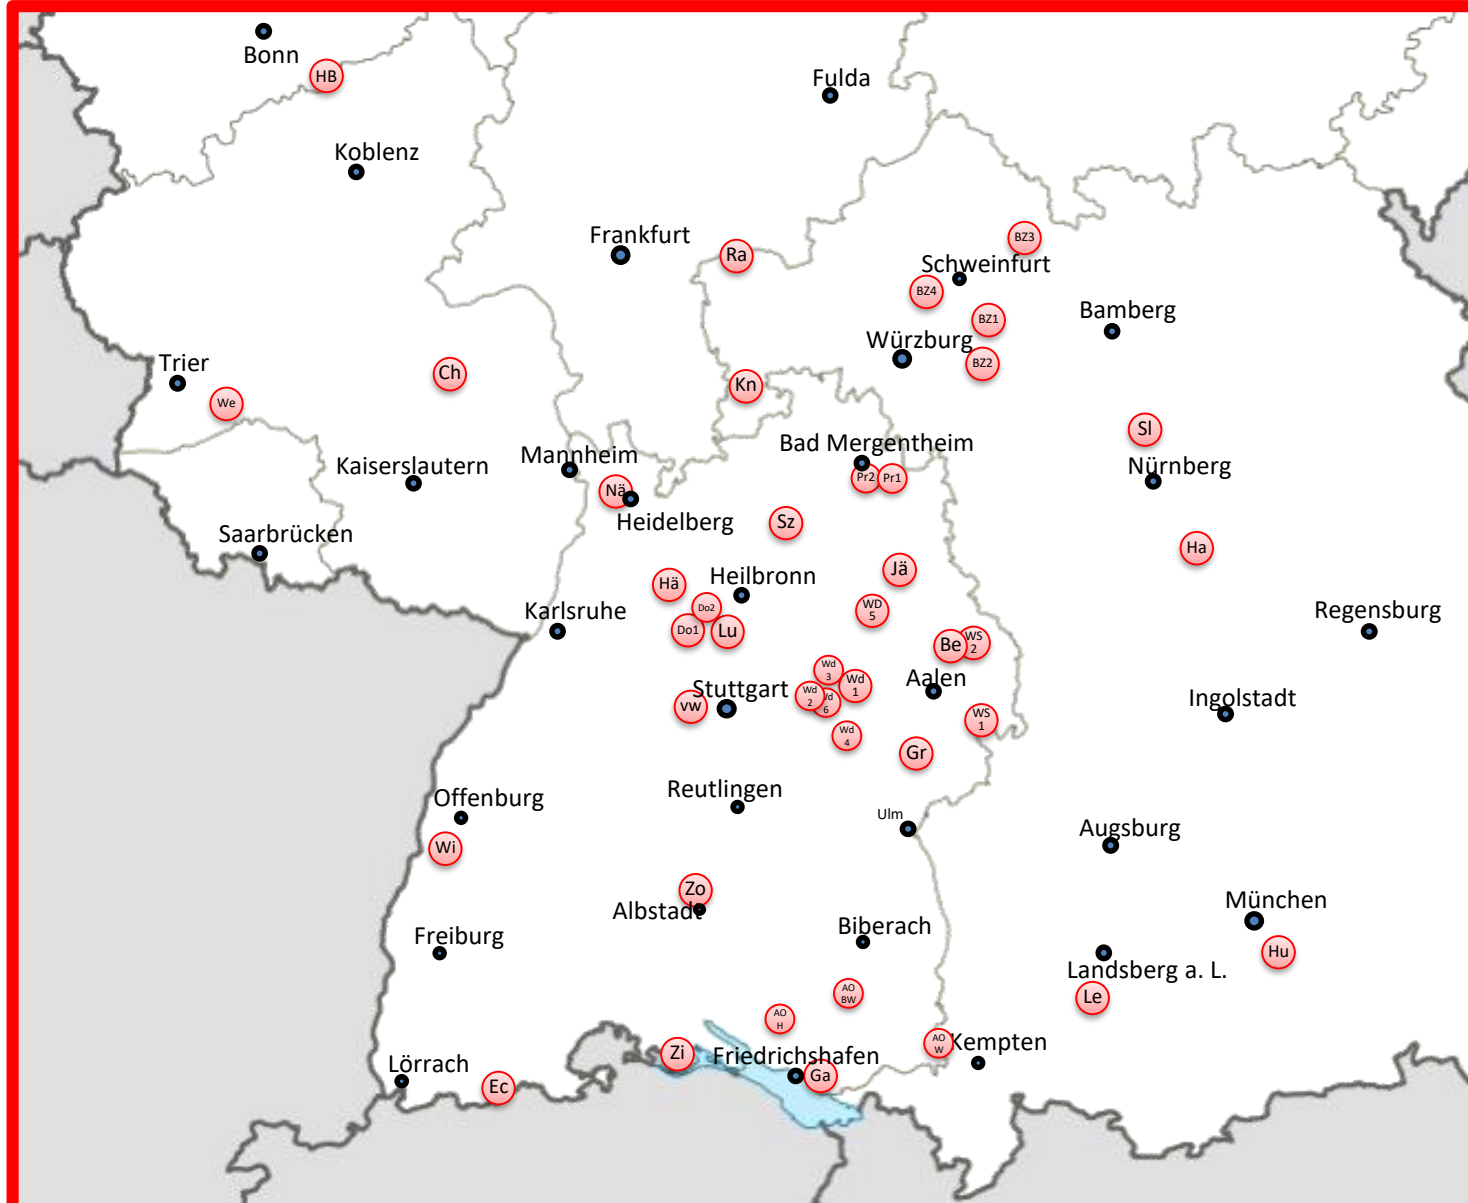 Bonn
HB
Fulda
Koblenz
Frankfurt
Ra
BZ3
Schweinfurt
BZ4
BZ1
Bamberg
Würzburg
BZ2
Trier
We
Ch
Kn
Sl
Bad Mergentheim
Nürnberg
Mannheim
Kaiserslautern
Pr2
Pr1
Nä
Heidelberg
Sz
Saarbrücken
Ha
Heilbronn
Hä
Jä
Do2
WD
5
Karlsruhe
Regensburg
Do1
Lu
Be
WS
2
Wd
3
Wd
1
Aalen
Stuttgart
Wd
2
Wd
6
vw
Ingolstadt
WS
1
Wd
4
Gr
Reutlingen
Offenburg
Ulm
Augsburg
Wi
Zo
Albstadt
München
Biberach
Freiburg
Hu
Landsberg a. L.
Le
AO
BW
AO
H
AO
W
Kempten
Zi
Friedrichshafen
Ga
Lörrach
Ec